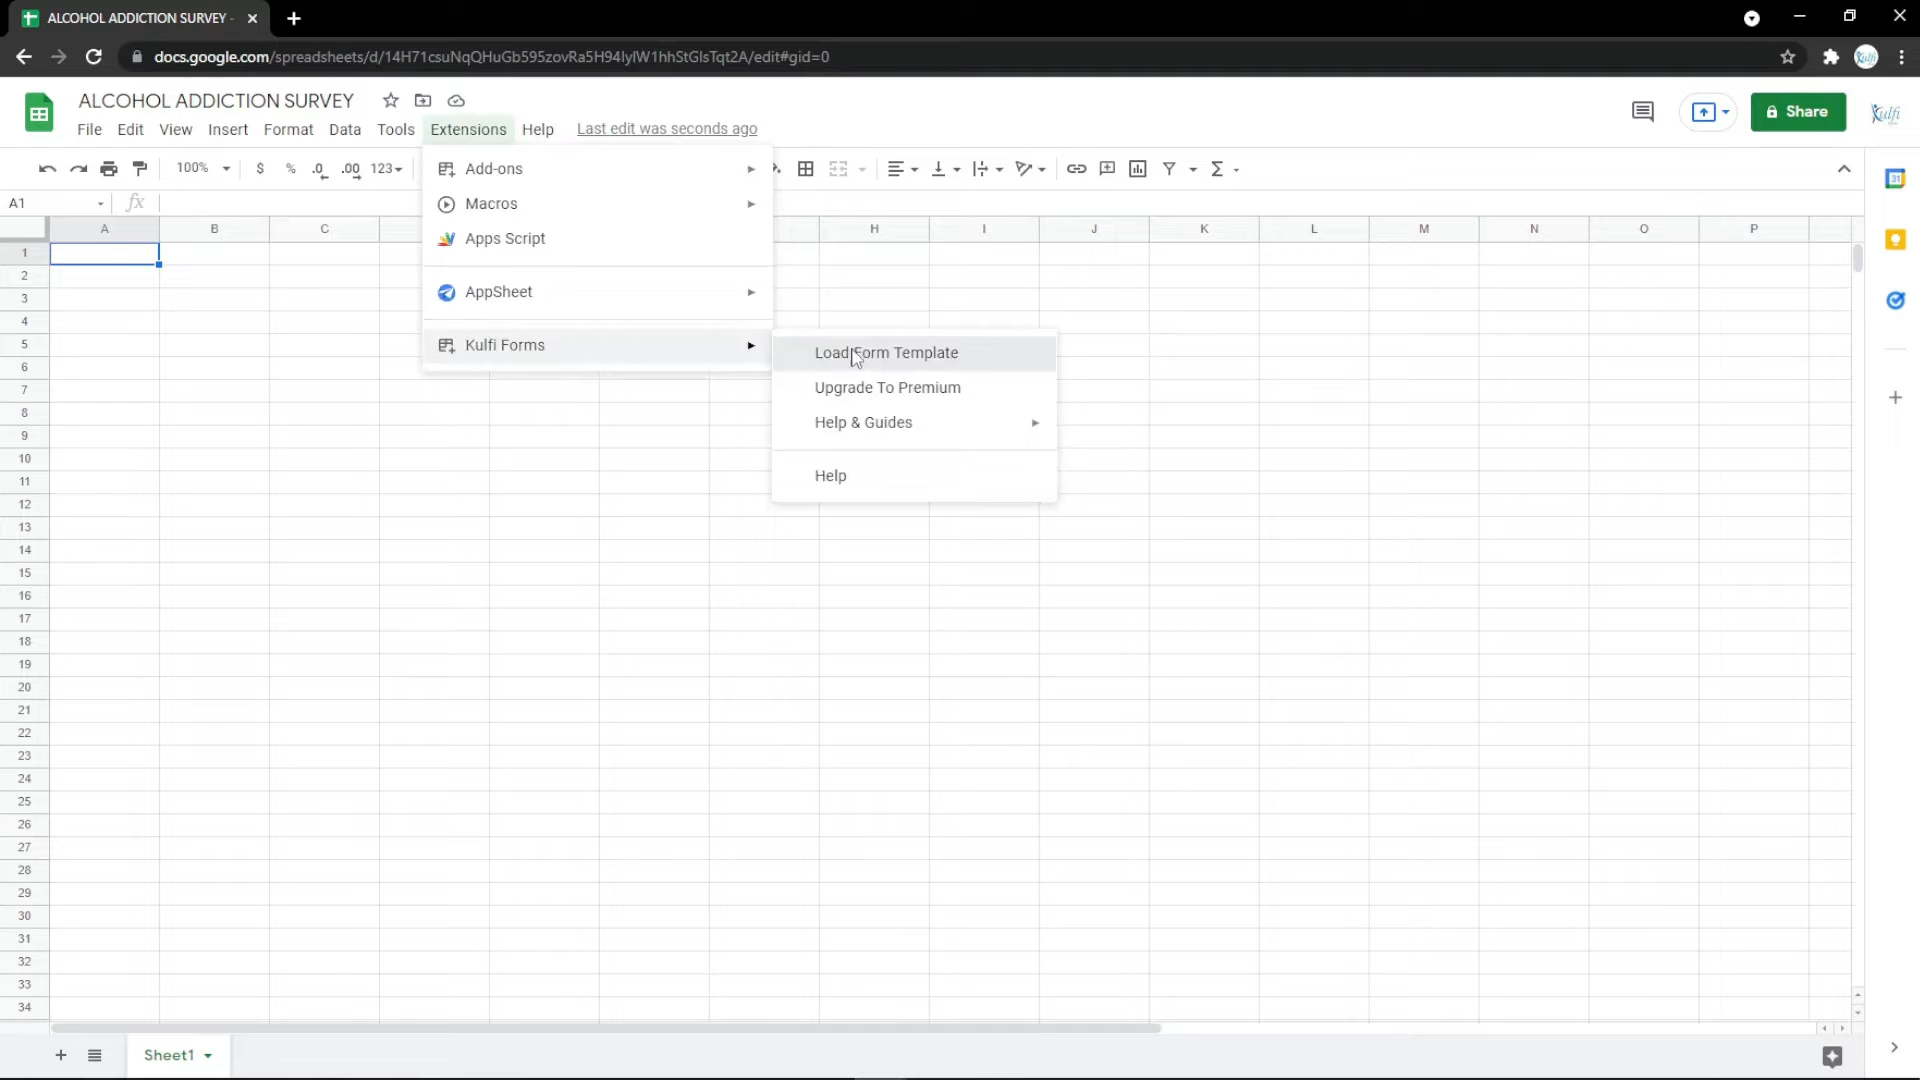 ALCOHOL ADDICTION SURVEY -
docs.google.com/spreadsheets/d/14H71csuNqQHuGb595zovRa5H94lylW1hhStGlsTqt2A/edit#gid=0
Kulfi
ALCOHOL ADDICTION SURVEY
Share
Kulfi
File Edit View Insert Format Data Tools Extensions Help Last edit was seconds ago
100% $ % .0 .00 123
31
A1 fx
A B C H I J K L M N O P
Add-ons
Macros
Apps Script
AppSheet
Kulfi Forms
Load Form Template
Upgrade To Premium
Help & Guides
Help
1
2
3
4
5
6
7
8
9
10
11
12
13
14
15
16
17
18
19
20
21
22
23
24
25
26
27
28
29
30
31
32
33
34
Sheet1